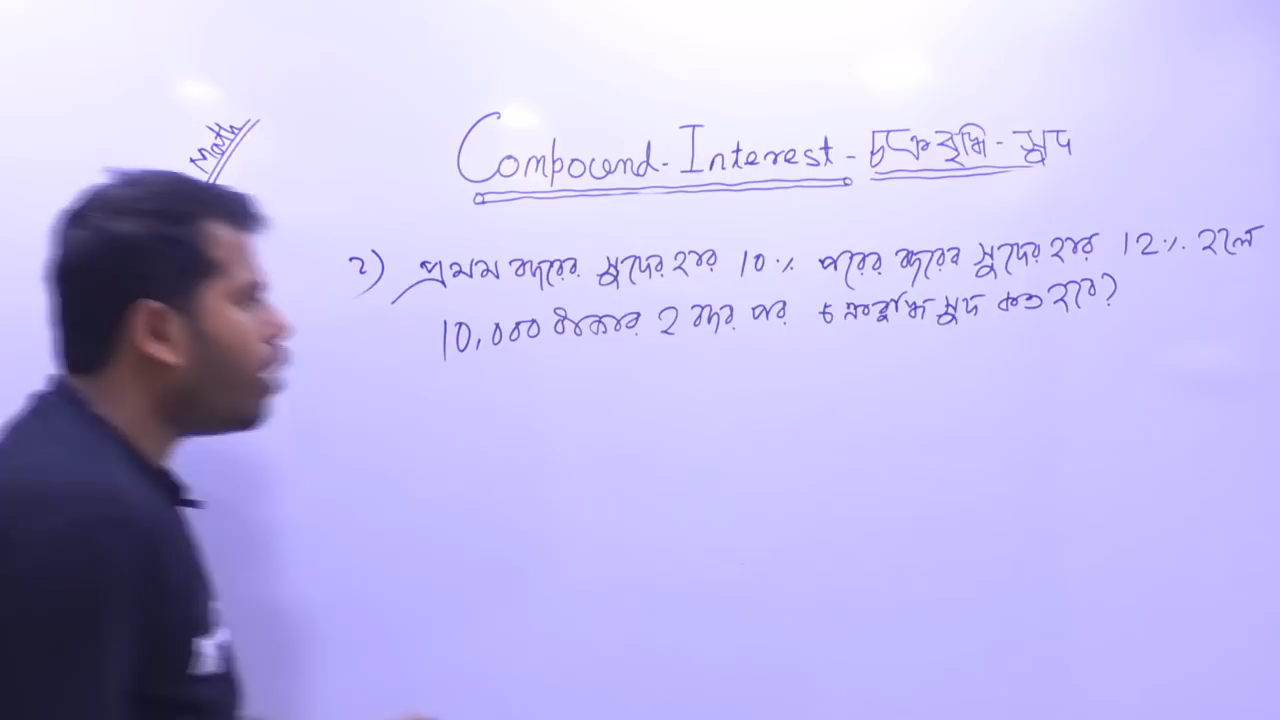 Math
Compound - Interest - চক্রবৃদ্ধি - সুদ
২) প্রথম বছরের সুদের হার 10% পরের বছরের সুদের হার 12% হলে
10,000 টাকার 2 বছর পর চক্রবৃদ্ধি সুদ কত হবে?